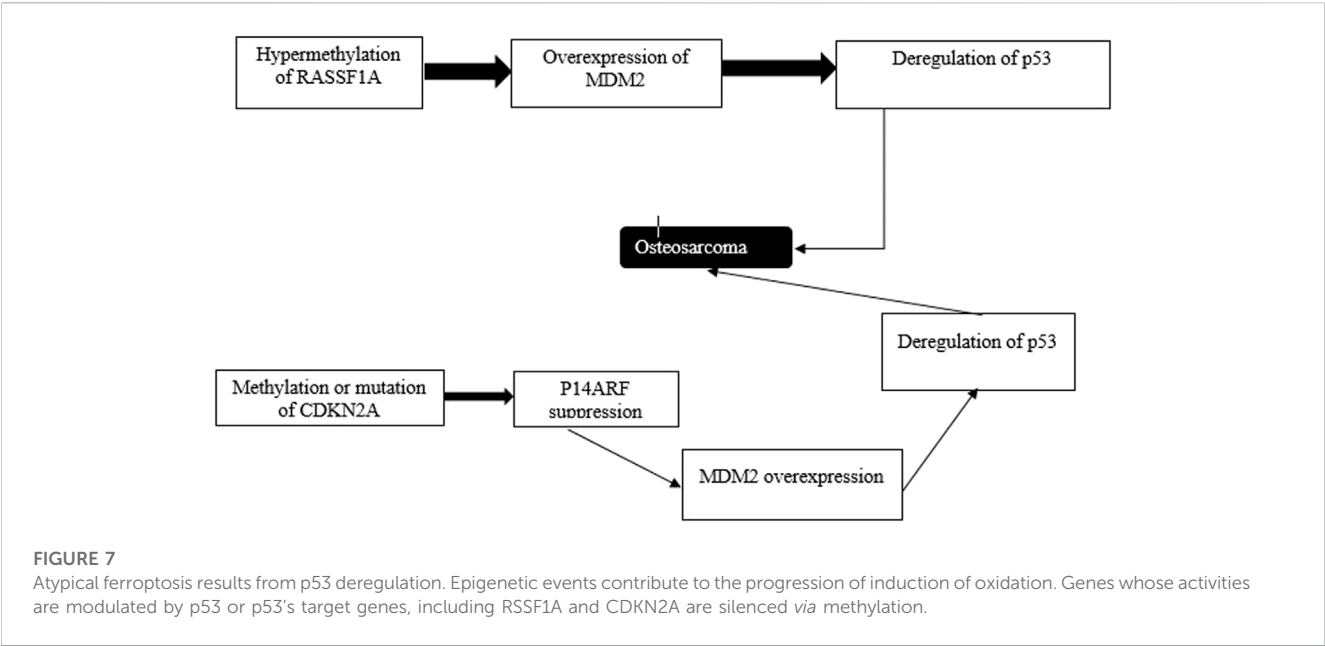 Hypermethylation
of RASSF1A
Overexpression of
MDM2
Deregulation of p53
Osteosarcoma
Deregulation of p53
Methylation or mutation
of CDKN2A
P14ARF
suppression
MDM2 overexpression
FIGURE 7
Atypical ferroptosis results from p53 deregulation. Epigenetic events contribute to the progression of induction of oxidation. Genes whose activities
are modulated by p53 or p53's target genes, including RSSF1A and CDKN2A are silenced via methylation.